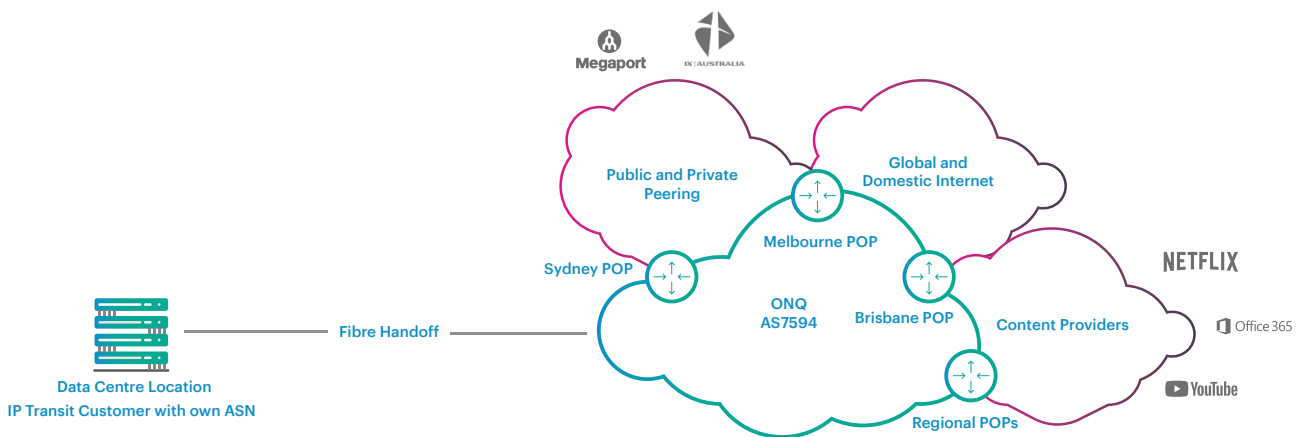 Megaport
IX | AUSTRALIA
Public and Private
Peering
Global and
Domestic Internet
Melbourne POP
Sydney POP
NETFLIX
ONQ
AS7594
Brisbane POP
Content Providers
Office 365
Fibre Handoff
Data Centre Location
IP Transit Customer with own ASN
YouTube
Regional POPs